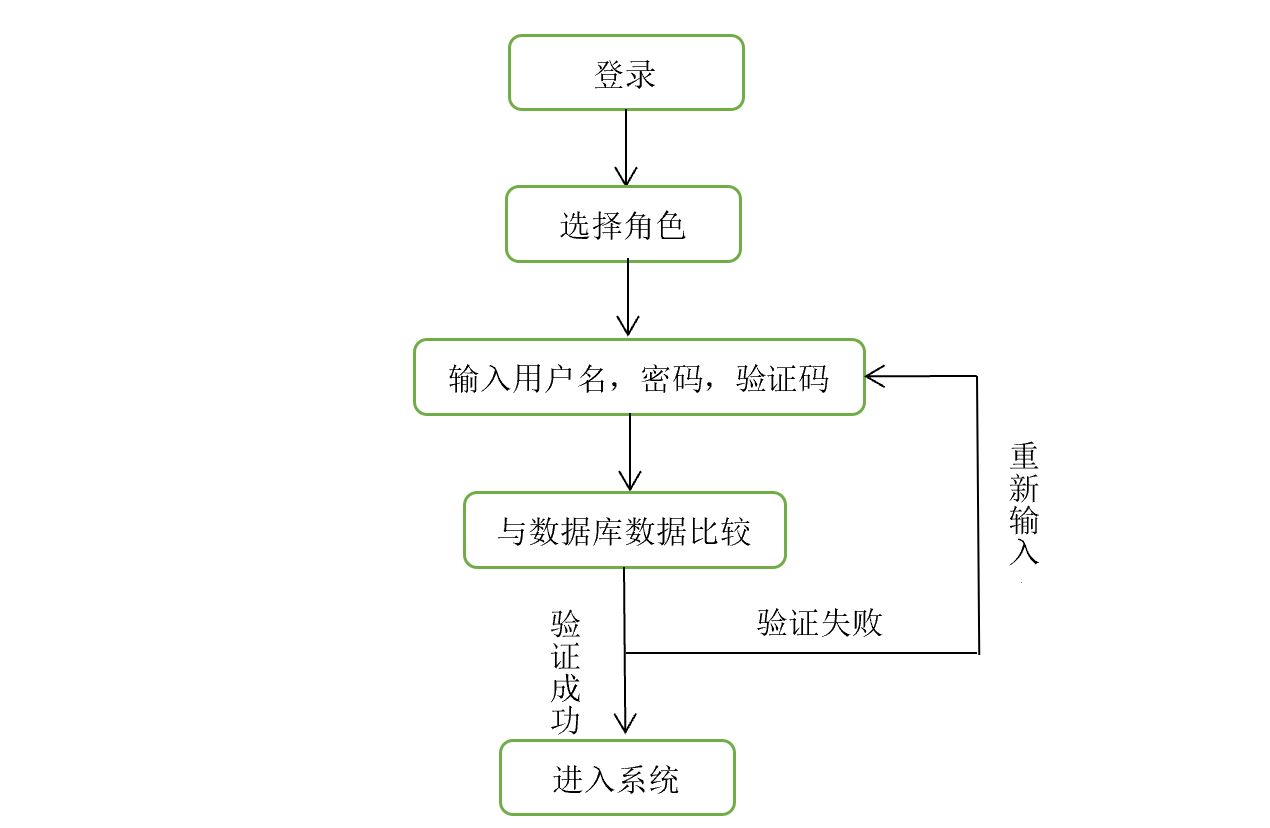 登录
选择角色
输入用户名，密码，验证码
与数据库数据比较
重新输入
验证失败
验证成功
进入系统